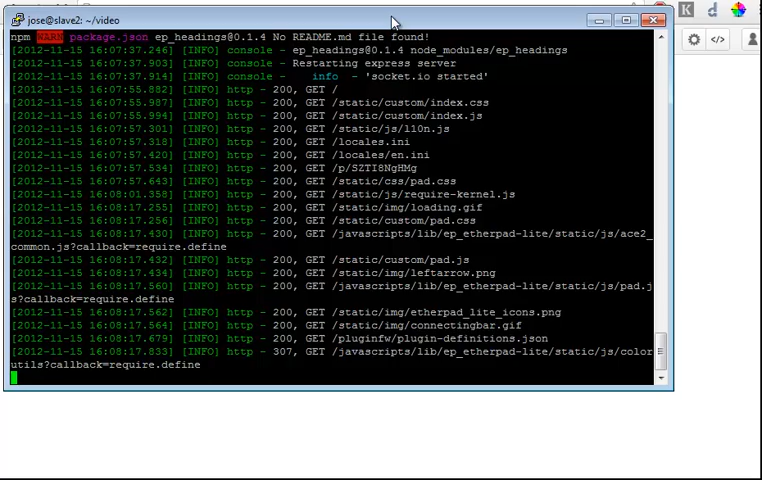 jose@slave2: ~/video
npm WARN package.json ep_headings@0.1.4 No README.md file found!
[2012-11-15 16:07:37.246] [INFO] console - ep_headings@0.1.4 node_modules/ep_headings
[2012-11-15 16:07:37.903] [INFO] console - Restarting express server
[2012-11-15 16:07:37.914] [INFO] console -    info  - 'socket.io started'
[2012-11-15 16:07:55.882] [INFO] http - 200, GET /
[2012-11-15 16:07:55.987] [INFO] http - 200, GET /static/custom/index.css
[2012-11-15 16:07:55.994] [INFO] http - 200, GET /static/custom/index.js
[2012-11-15 16:07:57.301] [INFO] http - 200, GET /static/js/l10n.js
[2012-11-15 16:07:57.318] [INFO] http - 200, GET /locales.ini
[2012-11-15 16:07:57.420] [INFO] http - 200, GET /locales/en.ini
[2012-11-15 16:07:57.534] [INFO] http - 200, GET /p/SZTI8NgHMg
[2012-11-15 16:07:57.643] [INFO] http - 200, GET /static/css/pad.css
[2012-11-15 16:08:01.358] [INFO] http - 200, GET /static/js/require-kernel.js
[2012-11-15 16:08:17.255] [INFO] http - 200, GET /static/img/loading.gif
[2012-11-15 16:08:17.256] [INFO] http - 200, GET /static/custom/pad.css
[2012-11-15 16:08:17.430] [INFO] http - 200, GET /javascripts/lib/ep_etherpad-lite/static/js/ace2_
common.js?callback=require.define
[2012-11-15 16:08:17.432] [INFO] http - 200, GET /static/custom/pad.js
[2012-11-15 16:08:17.434] [INFO] http - 200, GET /static/img/leftarrow.png
[2012-11-15 16:08:17.560] [INFO] http - 200, GET /javascripts/lib/ep_etherpad-lite/static/js/pad.j
s?callback=require.define
[2012-11-15 16:08:17.562] [INFO] http - 200, GET /static/img/etherpad_lite_icons.png
[2012-11-15 16:08:17.564] [INFO] http - 200, GET /static/img/connectingbar.gif
[2012-11-15 16:08:17.679] [INFO] http - 200, GET /pluginfw/plugin-definitions.json
[2012-11-15 16:08:17.833] [INFO] http - 307, GET /javascripts/lib/ep_etherpad-lite/static/js/color
utils?callback=require.define